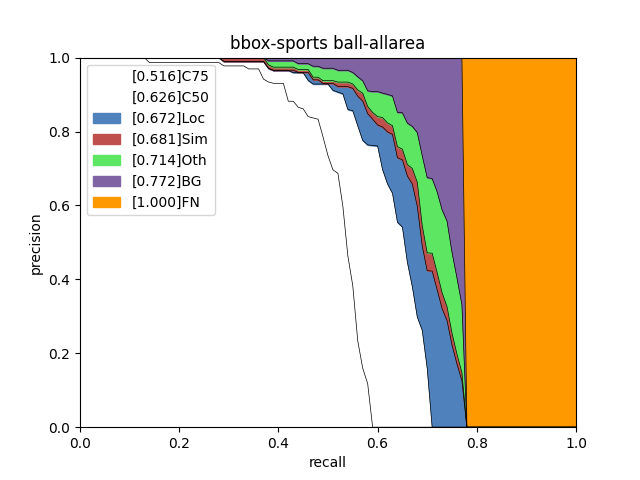 bbox-sports ball-allarea
[0.516]C75
[0.626]C50
[0.672]Loc
[0.681]Sim
[0.714]Oth
[0.772]BG
[1.000]FN
precision
1.0
0.8
0.6
0.4
0.2
0.0
0.0 0.2 0.4 0.6 0.8 1.0
recall